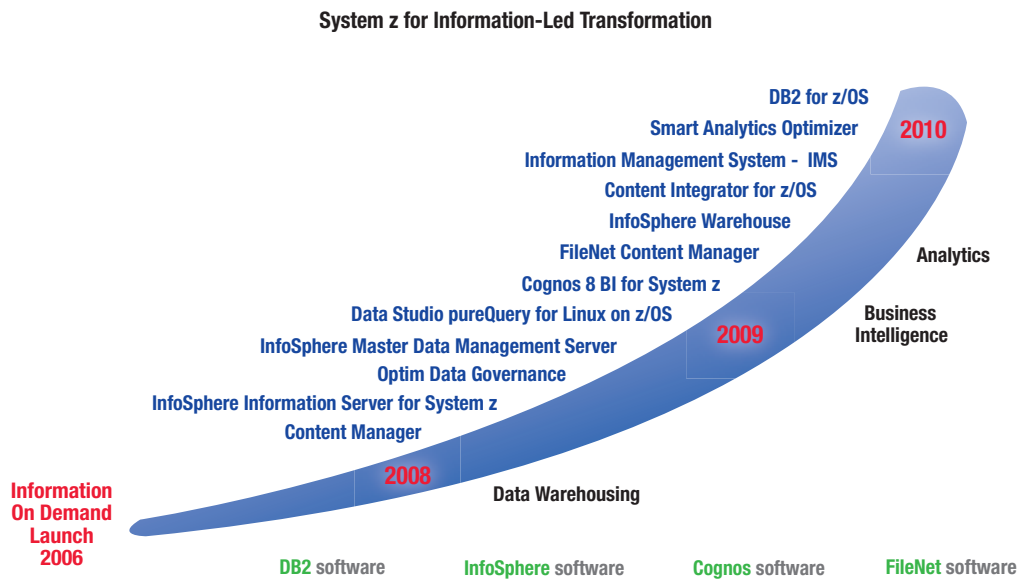 System z for Information-Led Transformation
DB2 for z/OS
Smart Analytics Optimizer
2010
Information Management System -  IMS
Content Integrator for z/OS
InfoSphere Warehouse
FileNet Content Manager
Analytics
Cognos 8 BI for System z
Data Studio pureQuery for Linux on z/OS
Business
Intelligence
2009
InfoSphere Master Data Management Server
Optim Data Governance
InfoSphere Information Server for System z
Content Manager
2008
Data Warehousing
Information
On Demand
Launch
2006
DB2 software
InfoSphere software
Cognos software
FileNet software